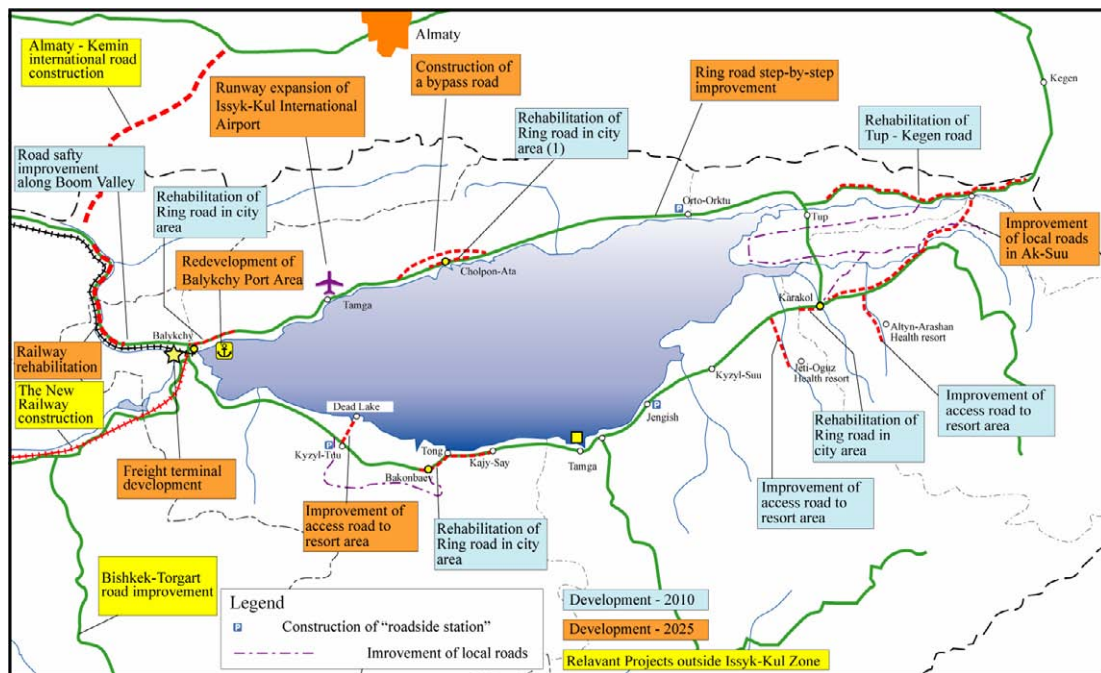 Almaty
Almaty - Kemin
international road
construction
Construction of
a bypass road
Ring road step-by-step
improvement
Kegen
Runway expansion of
Issyk-Kul International
Airport
Rehabilitation of
Ring road in city
area (1)
Rehabilitation of
Tup - Kegen road
Road safty
improvement
along Boom Valley
Rehabilitation of
Ring road in city
area
P
Orto-Orktu
Tup
Improvement
of local roads
in Ak-Suu
Redevelopment of
Balykchy Port Area
Cholpon-Ata
Tamga
Karakol
Altyn-Arashan
Health resort
Balykchy
Railway
rehabilitation
Jeti-Oguz
Health resort
Kyzyl-Suu
The New
Railway
construction
Improvement of
access road to
resort area
Dead Lake
Jengish
P
Rehabilitation of
Ring road in
city area
P
Kyzyl-Tuu
Tong
Kajy-Say
Tamga
Bakonbaev
Freight terminal
development
Improvement of
access road to
resort area
Improvement of
access road to
resort area
Rehabilitation of
Ring road in city
area
Bishkek-Torgart
road improvement
Legend
P
Construction of "roadside station"
Imrovement of local roads
Development - 2010
Development - 2025
Relavant Projects outside Issyk-Kul Zone